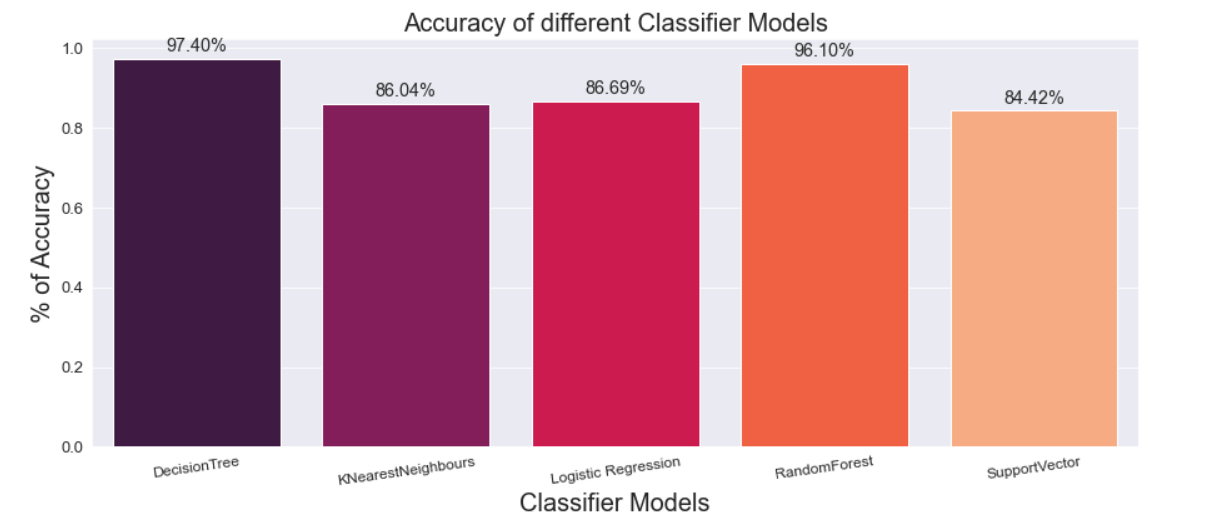 Accuracy of different Classifier Models
% of Accuracy
1.0
0.8
0.6
0.4
0.2
0.0
97.40%
86.04%
86.69%
96.10%
84.42%
DecisionTree
KNearestNeighbours
Logistic Regression
RandomForest
SupportVector
Classifier Models